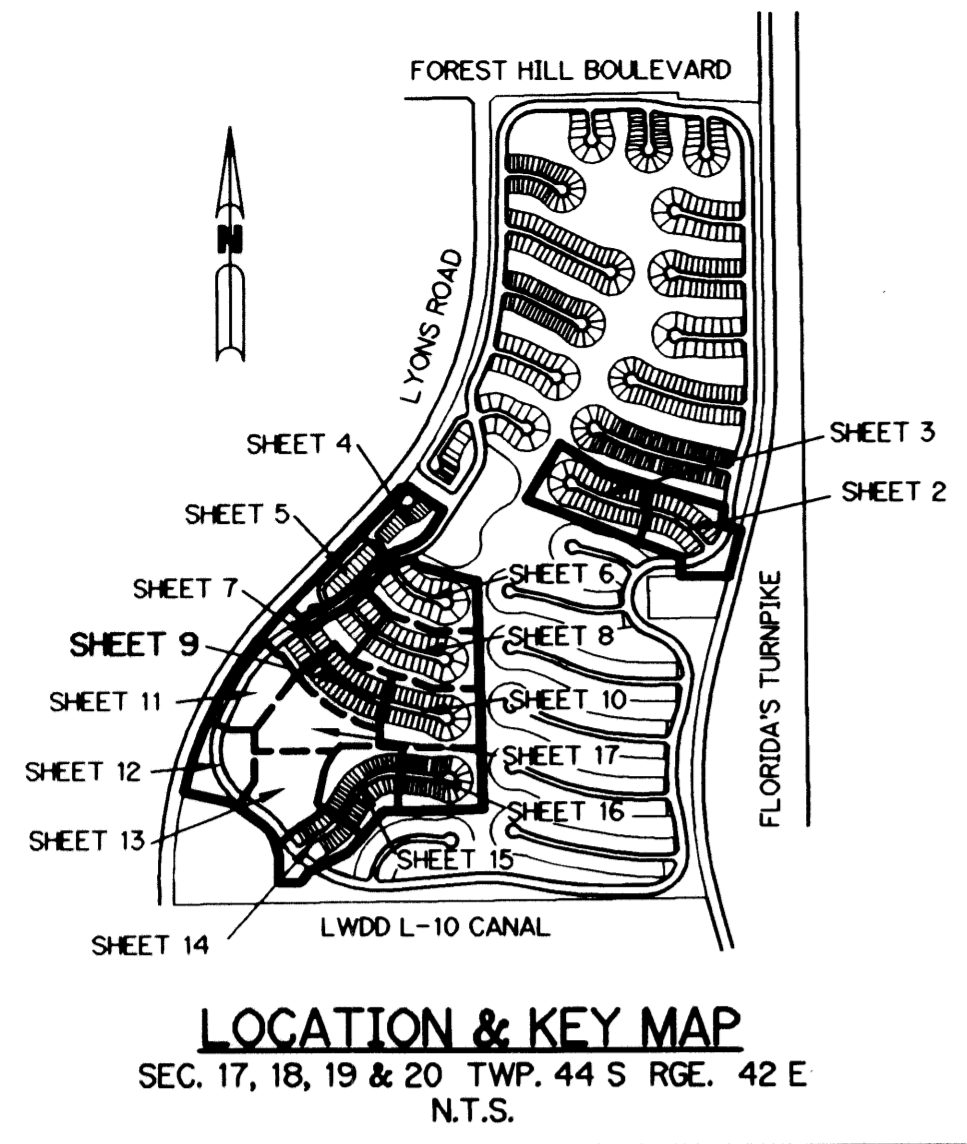 FOREST HILL BOULEVARD
N
LYONS ROAD
SHEET 4
SHEET 3
SHEET 2
SHEET 5
SHEET 7
SHEET 6
SHEET 9
SHEET 8
FLORIDA'S TURNPIKE
SHEET 11
SHEET 10
SHEET 12
SHEET 17
SHEET 13
SHEET 16
SHEET 15
SHEET 14
LWDD L-10 CANAL
LOCATION & KEY MAP
SEC. 17, 18, 19 & 20 TWP. 44 S RGE. 42 E
N.T.S.